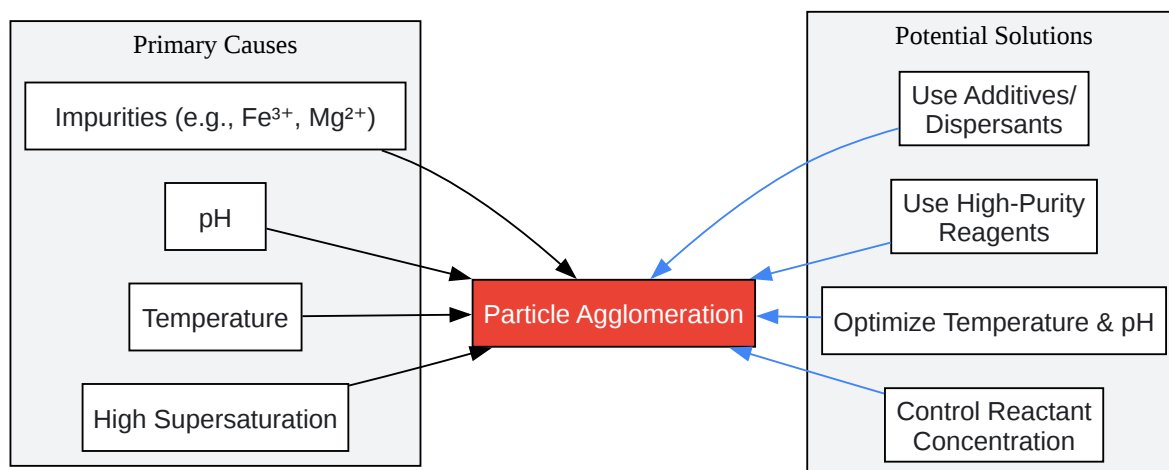 Primary Causes
Impurities (e.g., Fe³⁺, Mg²⁺)
pH
Temperature
High Supersaturation
Particle Agglomeration
Potential Solutions
Use Additives/
Dispersants
Use High-Purity
Reagents
Optimize Temperature & pH
Control Reactant
Concentration